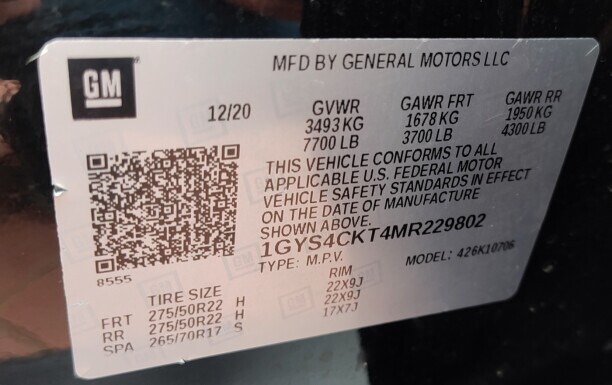 GM
MFD BY GENERAL MOTORS LLC
12/20 GVWR GAWR FRT GAWR RR
3493 KG 1678 KG 1950 KG
7700 LB 3700 LB 4300 LB
THIS VEHICLE CONFORMS TO ALL
APPLICABLE U.S. FEDERAL MOTOR
VEHICLE SAFETY STANDARDS IN EFFECT
ON THE DATE OF MANUFACTURE
SHOWN ABOVE.
1GYS4CKT4MR229802
TYPE: M.P.V. MODEL: 426K10706
8555
TIRE SIZE RIM
FRT 275/50R22 H 22X9J
RR 275/50R22 H 22X9J
SPA 265/70R17 S 17X7J